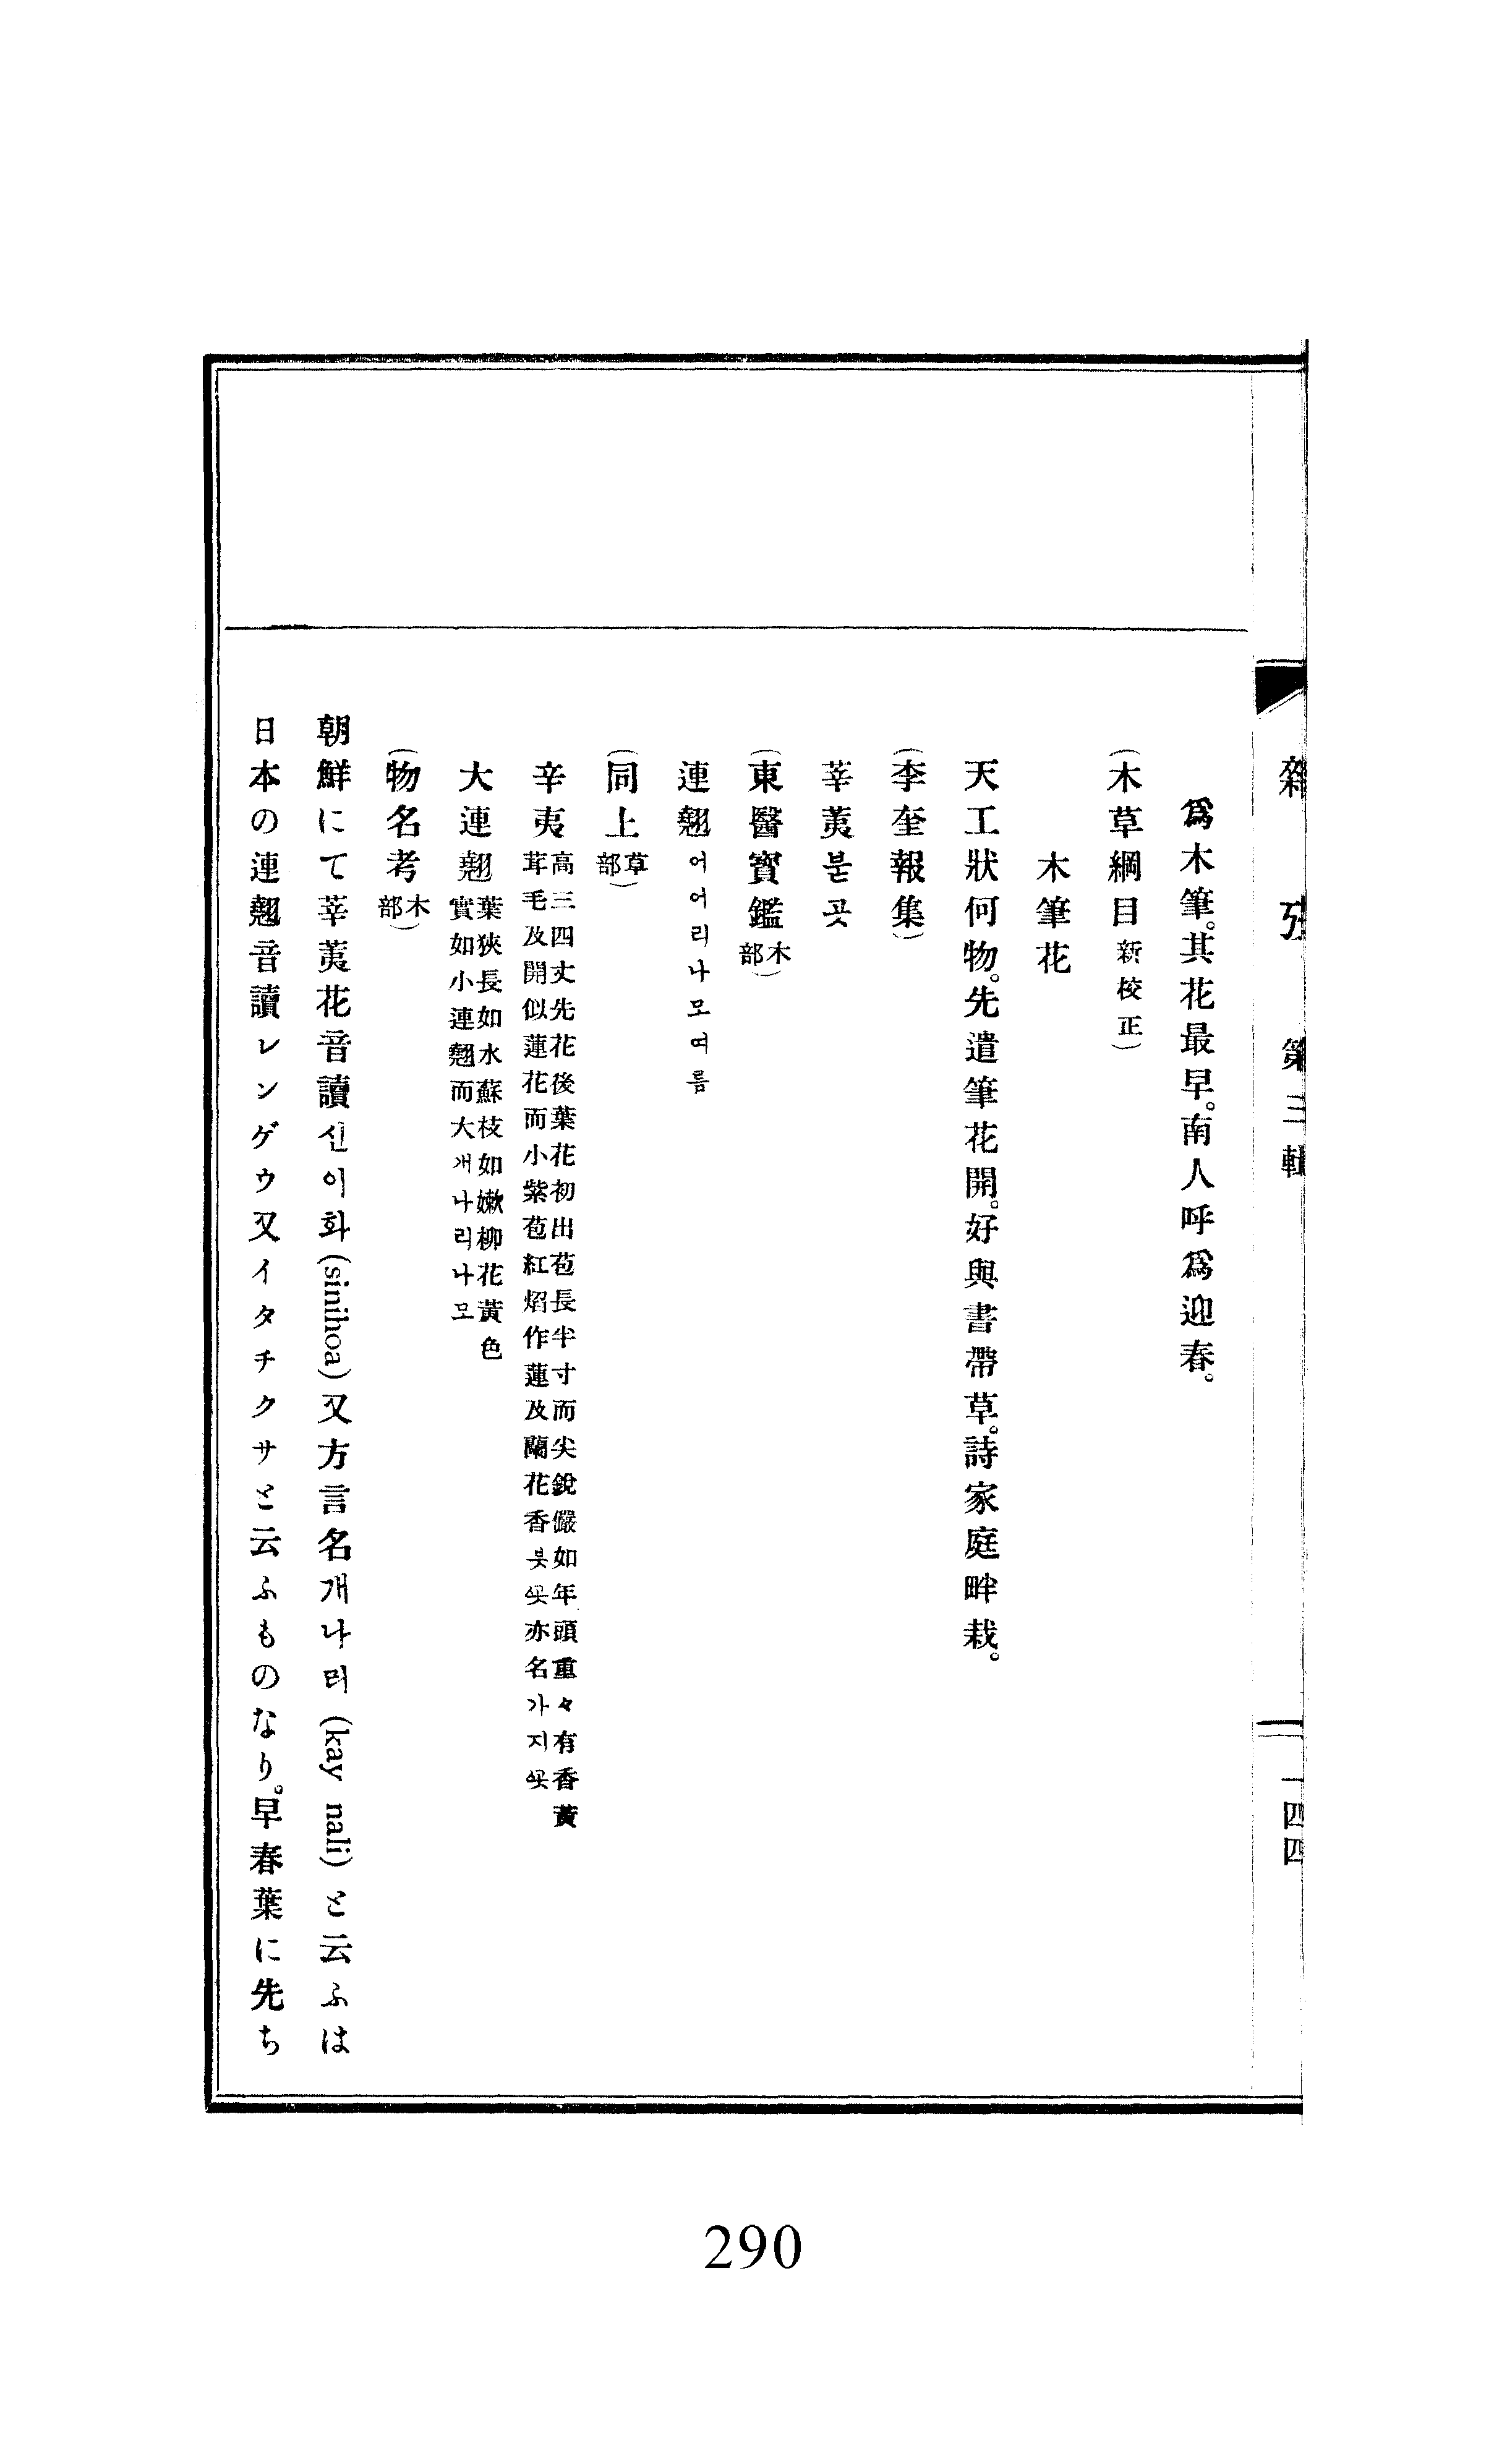 雜攷 第三輯 一四四
爲木筆。其花最早。南人呼爲迎春。
(木草綱目新校正)
木筆花
天工狀何物。先遣筆花開。好與書帶草。詩家庭畔栽。
(李奎報集)
莘荑붇곳
(東醫寶鑑木部)
連翹어어리나모여름
(同上草部)
辛夷高三四丈先花後葉花初出苞長半寸而尖銳儼如年頭重々有香黃
茸毛及開似蓮花而小紫苞紅焰作蓮及蘭花香붓ᄭᅩᆺ亦名가지ᄭᅩᆺ
大連翹葉狹長如水蘇枝如嫩柳花黃色
實如小連翹而大개나리나모
(物名考木部)
朝鮮にて莘荑花音讀신이화(sinihoa)又方言名개나리(kay nali)と云ふは
日本の連翹音讀レンゲウ又イタチクサと云ふものなり。早春葉に先ち
290